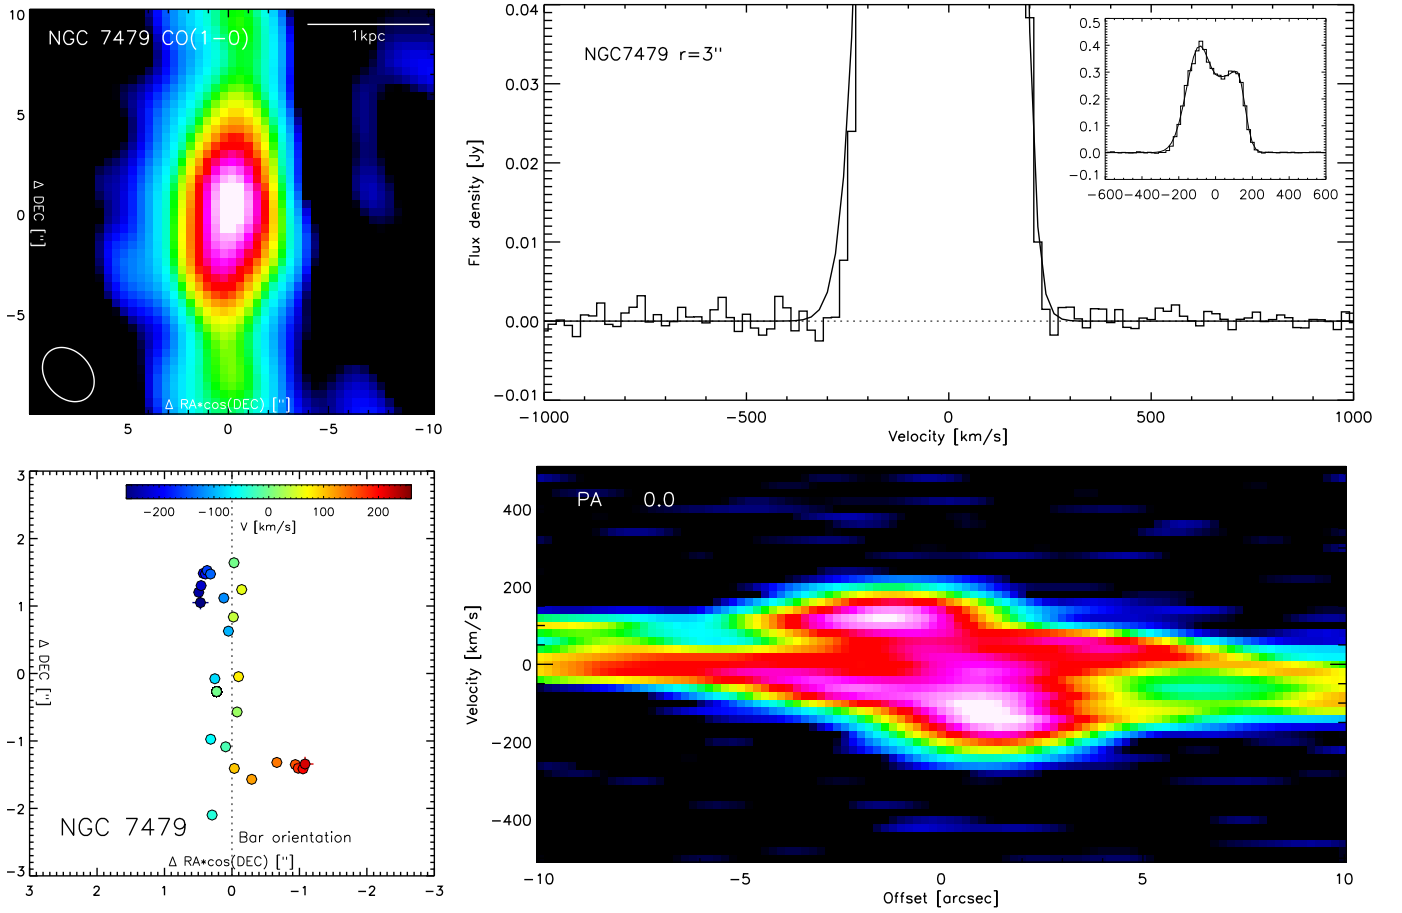 10
5
0
−5
NGC 7479 CO(1−0)
1kpc
Δ DEC ["]
Δ RA*cos(DEC) ["]
5 0 −5 −10
0.04
0.03
0.02
0.01
0.00
−0.01
Flux density [Jy]
NGC7479 r=3"
0.5
0.4
0.3
0.2
0.1
0.0
−0.1
−600−400−200 0 200 400 600
−1000 −500 0 500 1000
Velocity [km/s]
3
2
1
0
−1
−2
−3
−200 −100 0 100 200
V [km/s]
Δ DEC ["]
NGC 7479
Bar orientation
Δ RA*cos(DEC) ["]
3 2 1 0 −1 −2 −3
PA 0.0
400
200
0
−200
−400
Velocity [km/s]
−10 −5 0 5 10
Offset [arcsec]